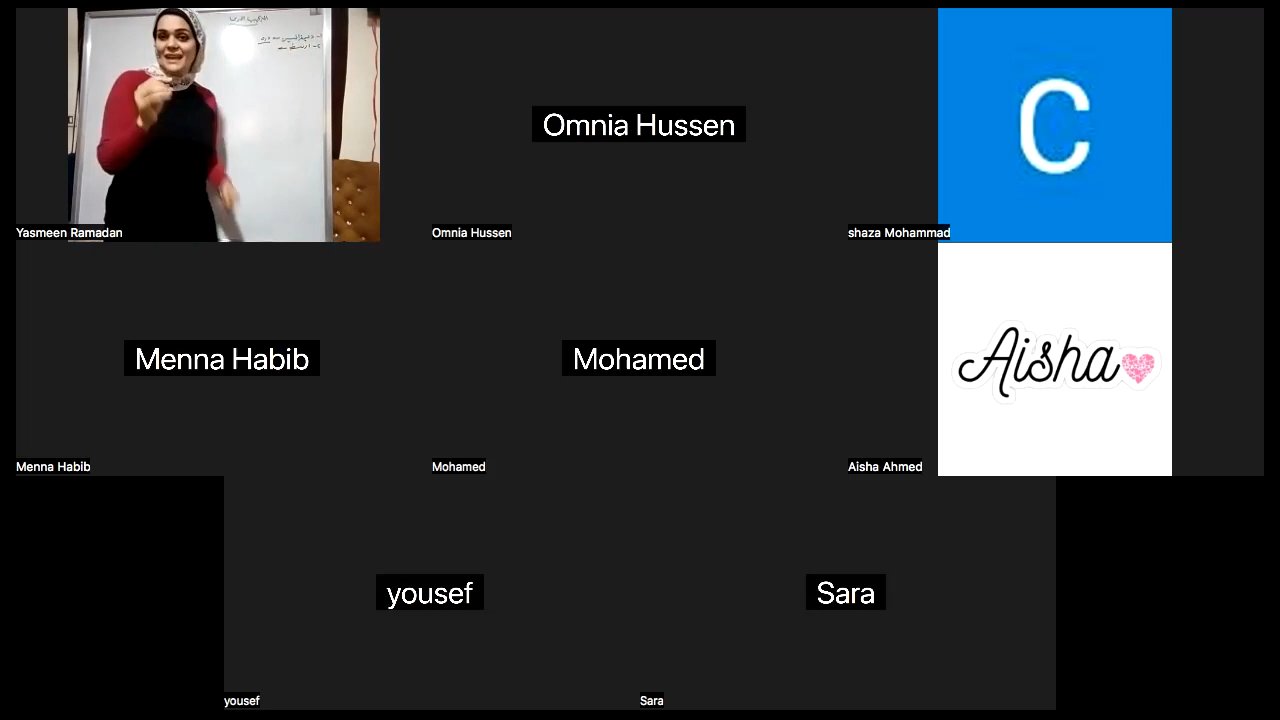 Omnia Hussen
C
Yasmeen Ramadan
Omnia Hussen
shaza Mohammad
Menna Habib
Mohamed
Aisha
Menna Habib
Mohamed
Aisha Ahmed
yousef
Sara
yousef
Sara